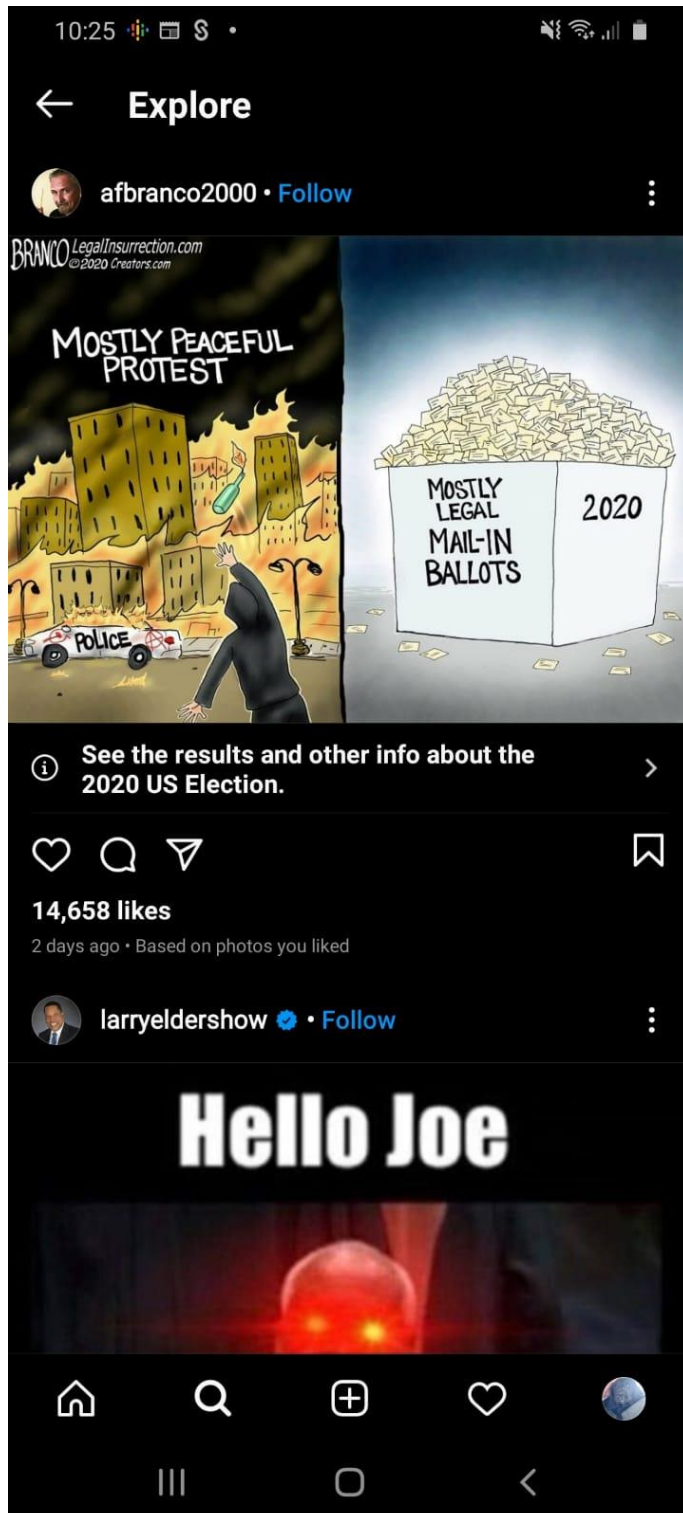 10:25
Explore
afbranco2000 • Follow
BRANCO LegalInsurrection.com
©2020 Creators.com
MOSTLY PEACEFUL
PROTEST
POLICE
MOSTLY
LEGAL
MAIL-IN
BALLOTS
2020
See the results and other info about the
2020 US Election.
14,658 likes
2 days ago • Based on photos you liked
larryeldershow • Follow
Hello Joe